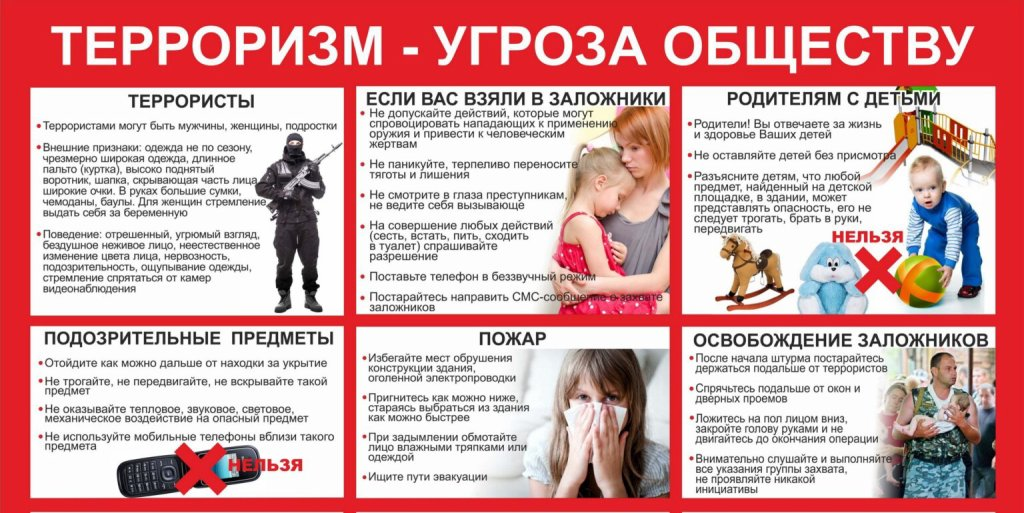 ТЕРРОРИЗМ - УГРОЗА ОБЩЕСТВУ
ТЕРРОРИСТЫ
• Террористами могут быть мужчины, женщины, подростки
• Внешние признаки: одежда не по сезону,
чрезмерно широкая одежда, длинное
пальто (куртка), высоко поднятый
воротник, шапка, скрывающая часть лица,
широкие очки. В руках большие сумки,
чемоданы, баулы. Для женщин стремление
выдать себя за беременную
• Поведение: отрешенный, угрюмый взгляд,
бездушное неживое лицо, неестественное
изменение цвета лица, нервозность,
подозрительность, ощупывание одежды,
стремление спрятаться от камер
видеонаблюдения
ЕСЛИ ВАС ВЗЯЛИ В ЗАЛОЖНИКИ
• Не допускайте действий, которые могут
спровоцировать нападающих к применению
оружия и привести к человеческим
жертвам
• Не паникуйте, терпеливо переносите
тяготы и лишения
• Не смотрите в глаза преступникам,
не ведите себя вызывающе
• На совершение любых действий
(сесть, встать, пить, сходить
в туалет) спрашивайте
разрешение
• Поставьте телефон в беззвучный режим
• Постарайтесь направить СМС-сообщение о захвате
заложников
РОДИТЕЛЯМ С ДЕТЬМИ
• Родители! Вы отвечаете за жизнь
и здоровье Ваших детей
• Не оставляйте детей без присмотра
• Разъясните детям, что любой
предмет, найденный на детской
площадке, в здании, может
представлять опасность, его не
следует трогать, брать в руки,
передвигать
НЕЛЬЗЯ
ПОДОЗРИТЕЛЬНЫЕ ПРЕДМЕТЫ
• Отойдите как можно дальше от находки за укрытие
• Не трогайте, не передвигайте, не вскрывайте такой
предмет
• Не оказывайте тепловое, звуковое, световое,
механическое воздействие на опасный предмет
• Не используйте мобильные телефоны вблизи такого
предмета
НЕЛЬЗЯ
ПОЖАР
• Избегайте мест обрушения
конструкции здания,
оголенной электропроводки
• Пригнитесь как можно ниже,
стараясь выбраться из здания
как можно быстрее
• При задымлении обмотайте
лицо влажными тряпками или
одеждой
• Ищите пути эвакуации
ОСВОБОЖДЕНИЕ ЗАЛОЖНИКОВ
• После начала штурма постарайтесь
держаться подальше от террористов
• Спрячьтесь подальше от окон и
дверных проемов
• Ложитесь на пол лицом вниз,
закройте голову руками и не
двигайтесь до окончания операции
• Внимательно слушайте и выполняйте
все указания группы захвата,
не проявляйте никакой
инициативы